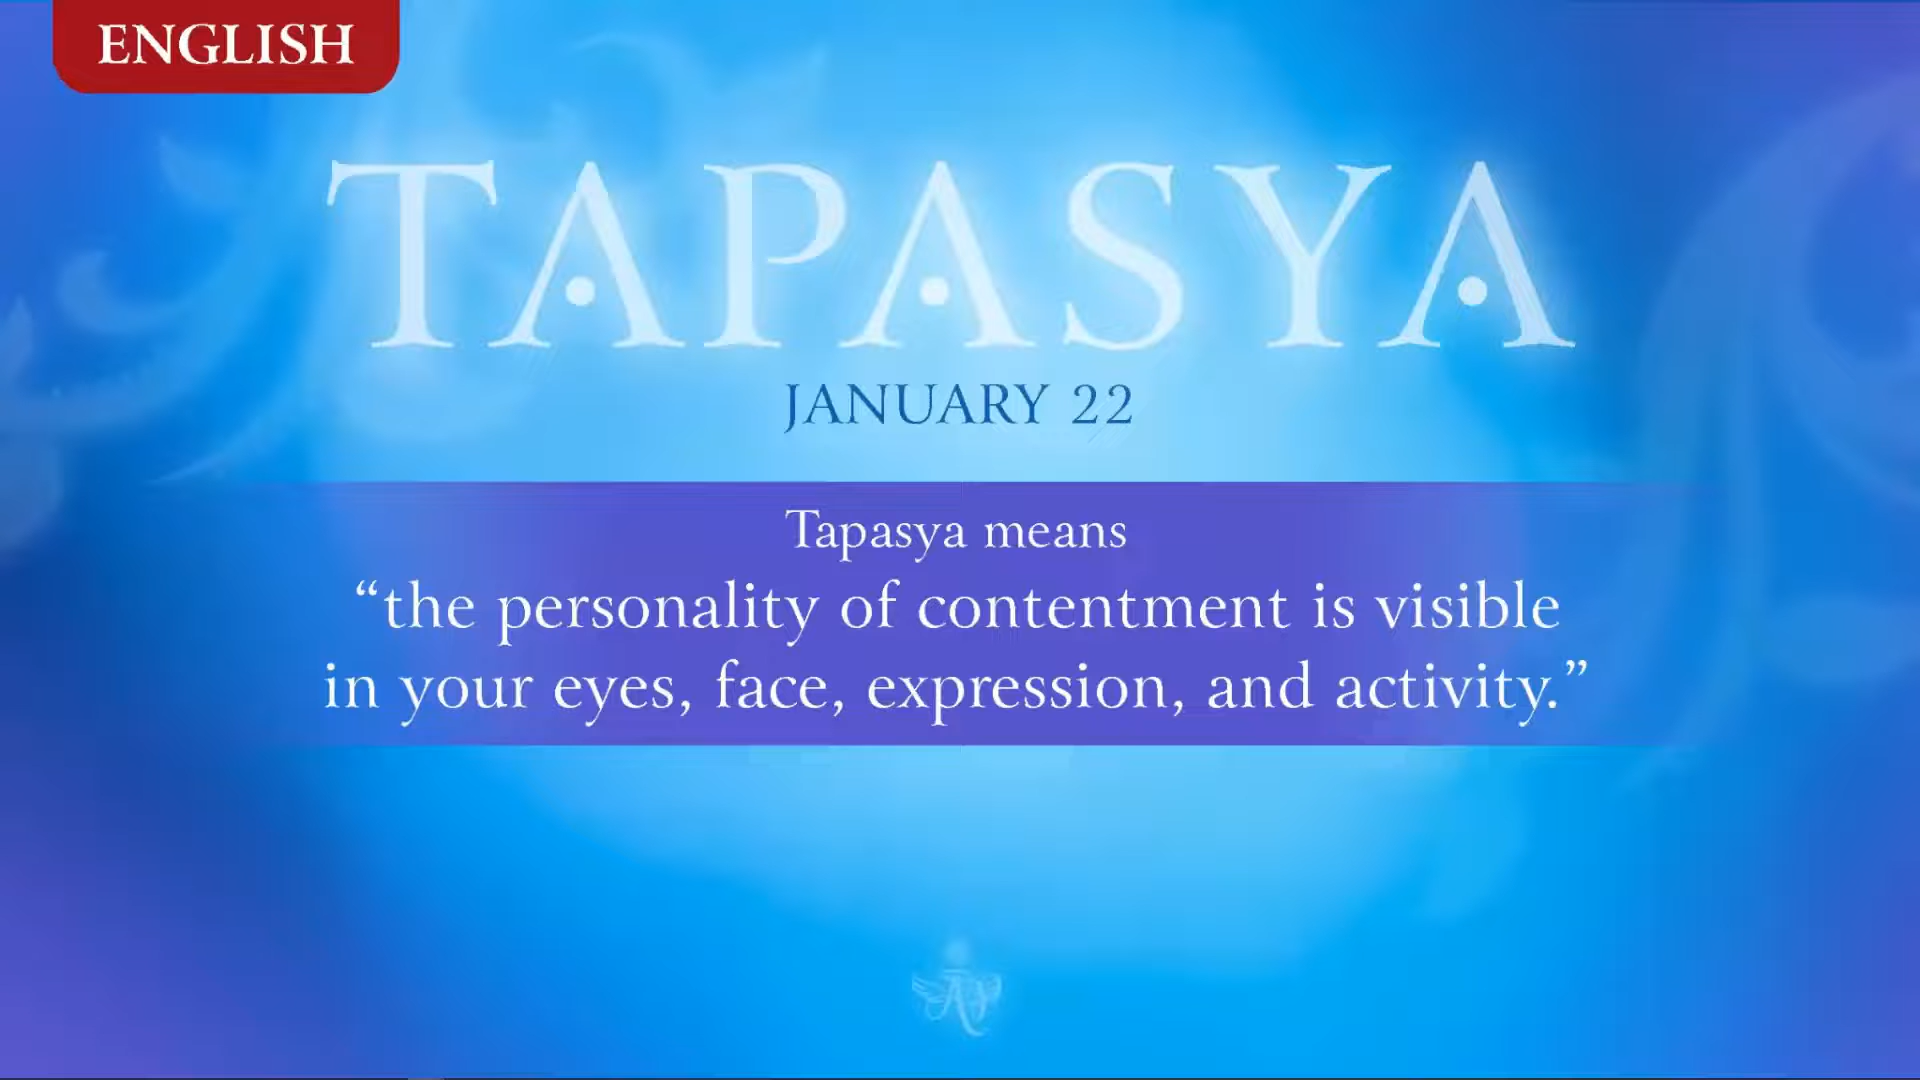 ENGLISH
TAPASYA
JANUARY 22
Tapasya means
“the personality of contentment is visible
in your eyes, face, expression, and activity.”